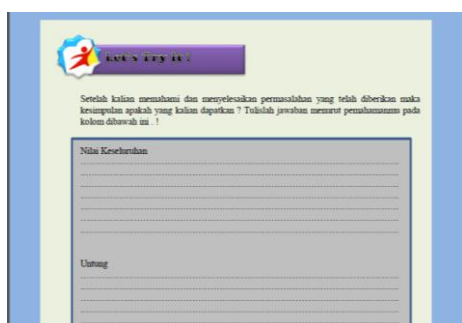 Let's Try It !
Setelah kalian memahami dan menyelesaikan permasalahan yang telah diberikan maka
kesimpulan apakah yang kalian dapatkan ? Tulislah jawaban menurut pemahamanmu pada
kolom dibawah ini . !
Nilai Keseluruhan
Untung